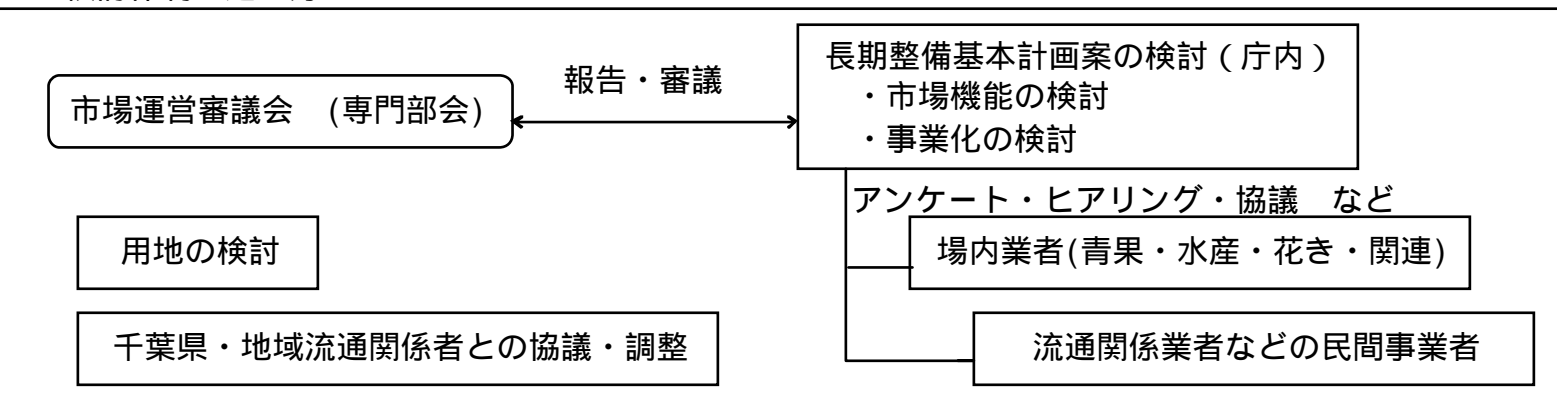 市場運営審議会　(専門部会)
報告・審議
長期整備基本計画案の検討（庁内）
・市場機能の検討
・事業化の検討
アンケート・ヒアリング・協議　など
用地の検討
場内業者(青果・水産・花き・関連)
千葉県・地域流通関係者との協議・調整
流通関係業者などの民間事業者